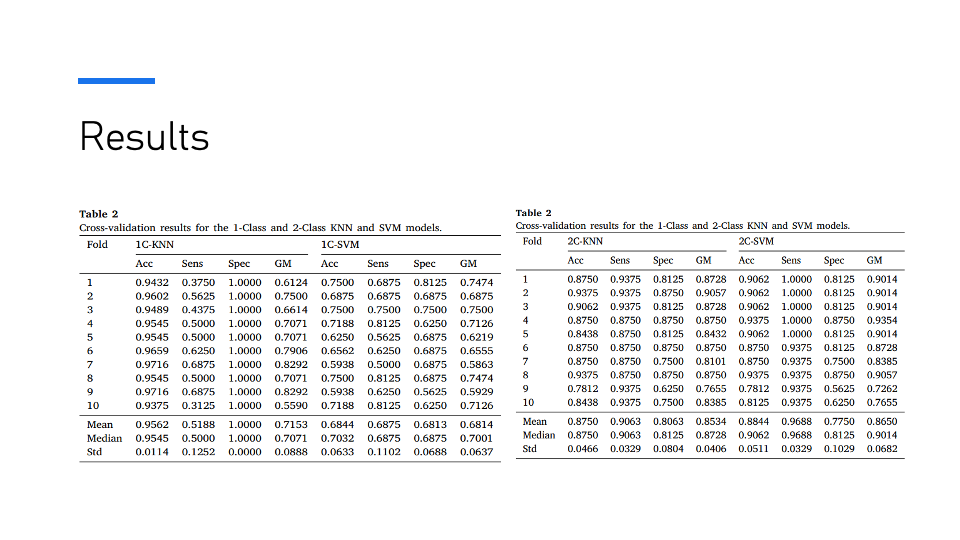 Results
Table 2
Cross-validation results for the 1-Class and 2-Class KNN and SVM models.
Fold 1C-KNN 1C-SVM
Acc Sens Spec GM Acc Sens Spec GM
1 0.9432 0.3750 1.0000 0.6124 0.7500 0.6875 0.8125 0.7474
2 0.9602 0.5625 1.0000 0.7500 0.6875 0.6875 0.6875 0.6875
3 0.9489 0.4375 1.0000 0.6614 0.7500 0.7500 0.7500 0.7500
4 0.9545 0.5000 1.0000 0.7071 0.7188 0.8125 0.6250 0.7126
5 0.9545 0.5000 1.0000 0.7071 0.6250 0.5625 0.6875 0.6219
6 0.9659 0.6250 1.0000 0.7906 0.6562 0.6250 0.6875 0.6555
7 0.9716 0.6875 1.0000 0.8292 0.5938 0.5000 0.6875 0.5863
8 0.9545 0.5000 1.0000 0.7071 0.7500 0.8125 0.6875 0.7474
9 0.9716 0.6875 1.0000 0.8292 0.5938 0.6250 0.5625 0.5929
10 0.9375 0.3125 1.0000 0.5590 0.7188 0.8125 0.6250 0.7126
Mean 0.9562 0.5188 1.0000 0.7153 0.6844 0.6875 0.6813 0.6814
Median 0.9545 0.5000 1.0000 0.7071 0.7032 0.6875 0.6875 0.7001
Std 0.0114 0.1252 0.0000 0.0888 0.0633 0.1102 0.0688 0.0637
Table 2
Cross-validation results for the 1-Class and 2-Class KNN and SVM models.
Fold 2C-KNN 2C-SVM
Acc Sens Spec GM Acc Sens Spec GM
1 0.8750 0.9375 0.8125 0.8728 0.9062 1.0000 0.8125 0.9014
2 0.9375 0.9375 0.8750 0.9057 0.9062 1.0000 0.8125 0.9014
3 0.9062 0.9375 0.8125 0.8728 0.9062 1.0000 0.8125 0.9014
4 0.8750 0.8750 0.8750 0.8750 0.9375 1.0000 0.8750 0.9354
5 0.8438 0.8750 0.8125 0.8432 0.9062 1.0000 0.8125 0.9014
6 0.8750 0.8750 0.8750 0.8750 0.8750 0.9375 0.8125 0.8728
7 0.8750 0.8750 0.7500 0.8101 0.8750 0.9375 0.7500 0.8385
8 0.9375 0.8750 0.8750 0.8750 0.9375 0.9375 0.8750 0.9057
9 0.7812 0.9375 0.6250 0.7655 0.7812 0.9375 0.5625 0.7262
10 0.8438 0.9375 0.7500 0.8385 0.8125 0.9375 0.6250 0.7655
Mean 0.8750 0.9063 0.8063 0.8534 0.8844 0.9688 0.7750 0.8650
Median 0.8750 0.9063 0.8125 0.8728 0.9062 0.9688 0.8125 0.9014
Std 0.0466 0.0329 0.0804 0.0406 0.0511 0.0329 0.1029 0.0682